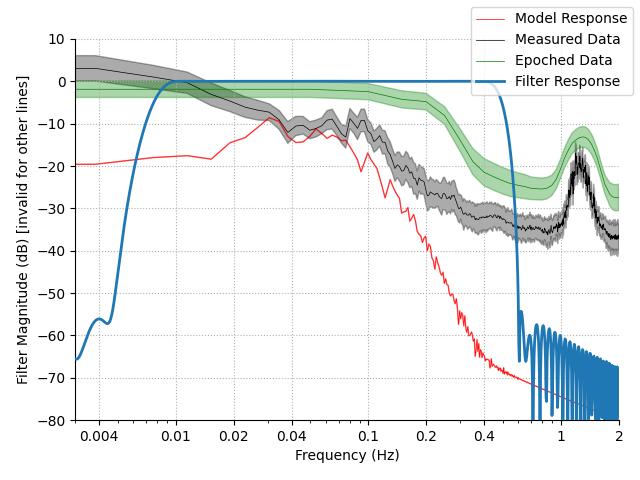 Model Response
Measured Data
Epoched Data
Filter Response
Filter Magnitude (dB) [invalid for other lines]
10
0
−10
−20
−30
−40
−50
−60
−70
−80
0.004 0.01 0.02 0.04 0.1 0.2 0.4 1 2
Frequency (Hz)